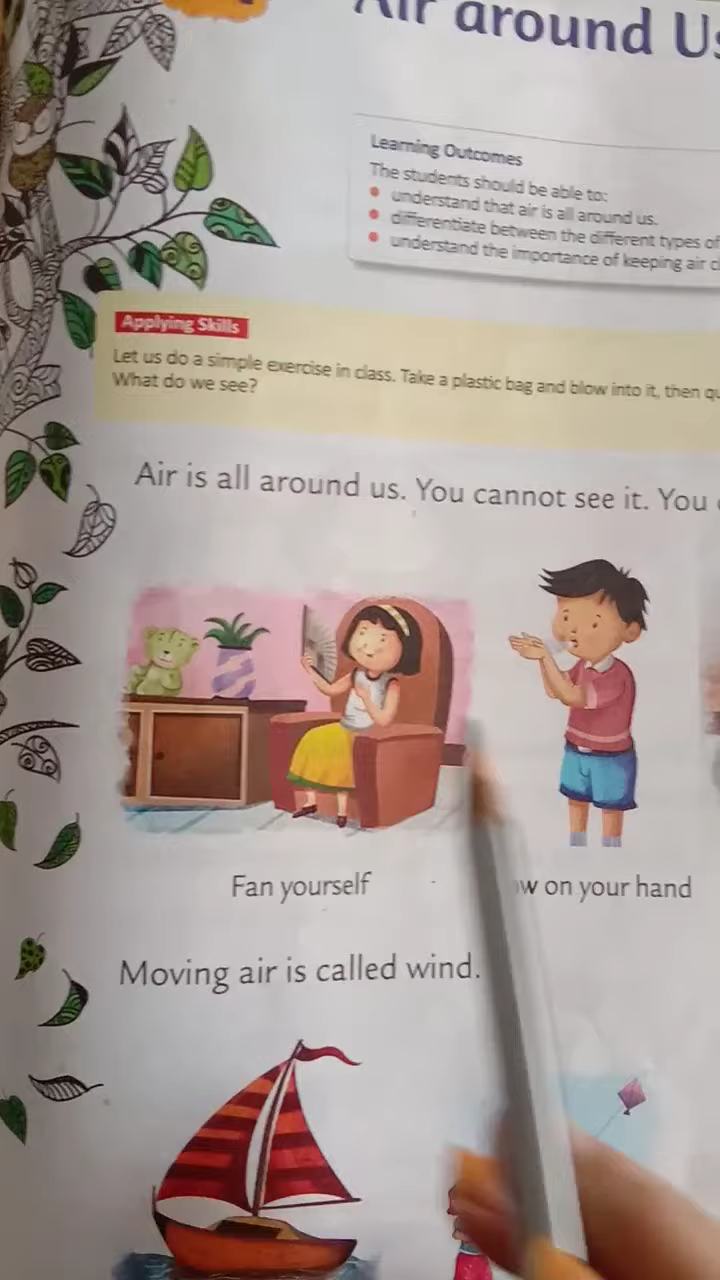 Air around Us
Learning Outcomes
The students should be able to:
understand that air is all around us.
differentiate between the different types of
understand the importance of keeping air
Applying Skills
Let us do a simple exercise in class. Take a plastic bag and blow into it, then
What do we see?
Air is all around us. You cannot see it. You
Fan yourself
on your hand
Moving air is called wind.